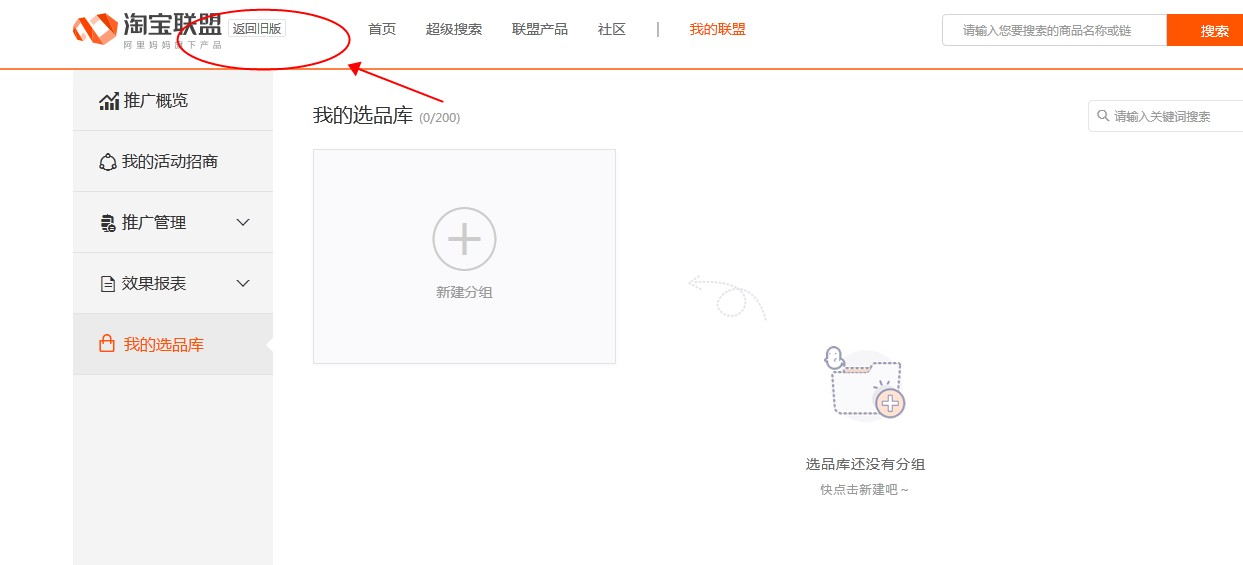 淘宝联盟
阿里妈妈旗下产品
返回旧版
首页 超级搜索 联盟产品 社区 | 我的联盟
请输入您要搜索的商品名称或链
搜索
推广概览
我的活动招商
推广管理
效果报表
我的选品库
我的选品库 (0/200)
请输入关键词搜索
新建分组
选品库还没有分组
快点击新建吧 ~